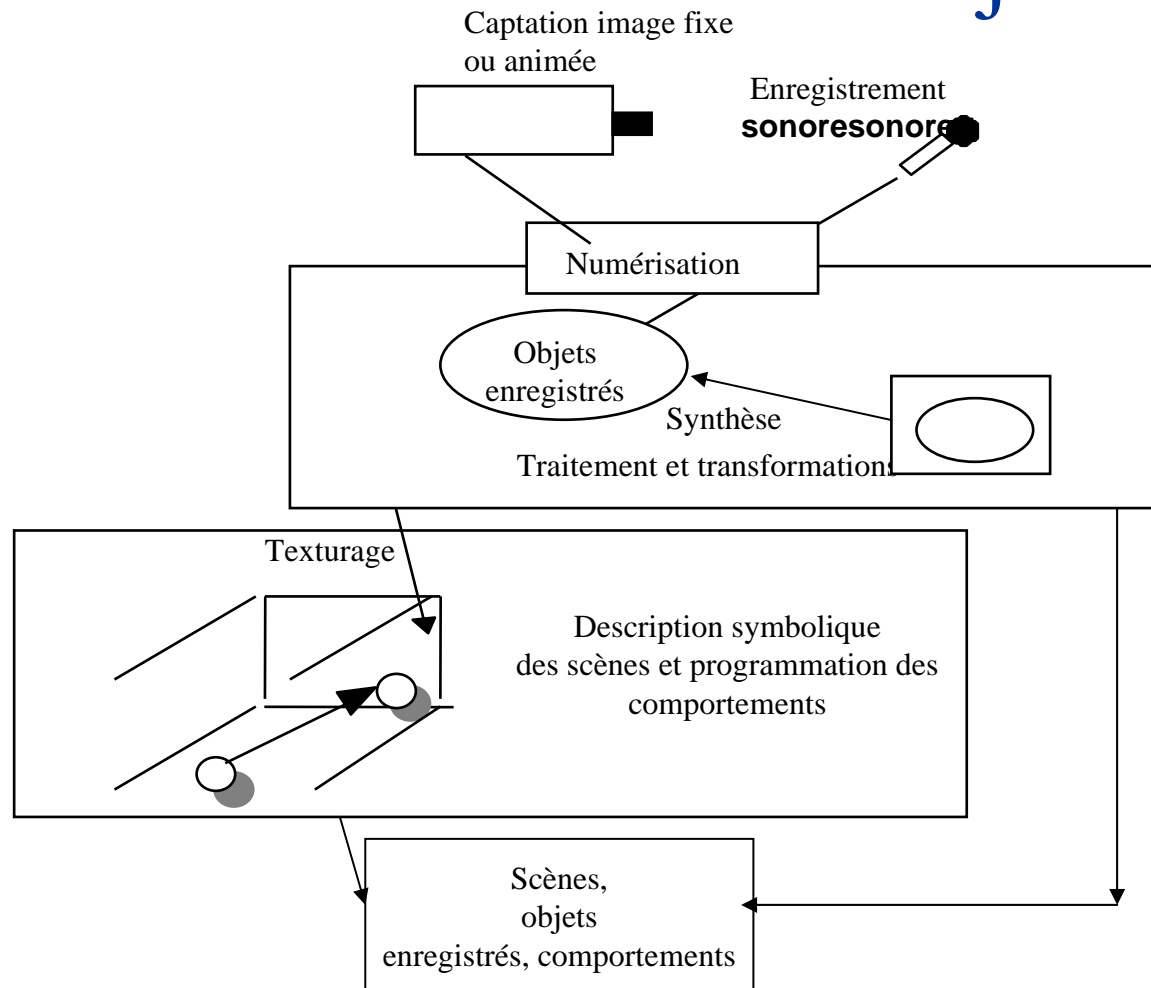 Captation image fixe
ou animée
Enregistrement
sonoresonore
Numérisation
Objets
enregistrés
Synthèse
Traitement et transformations
Texturage
Description symbolique
des scènes et programmation des
comportements
Scènes,
objets
enregistrés, comportements